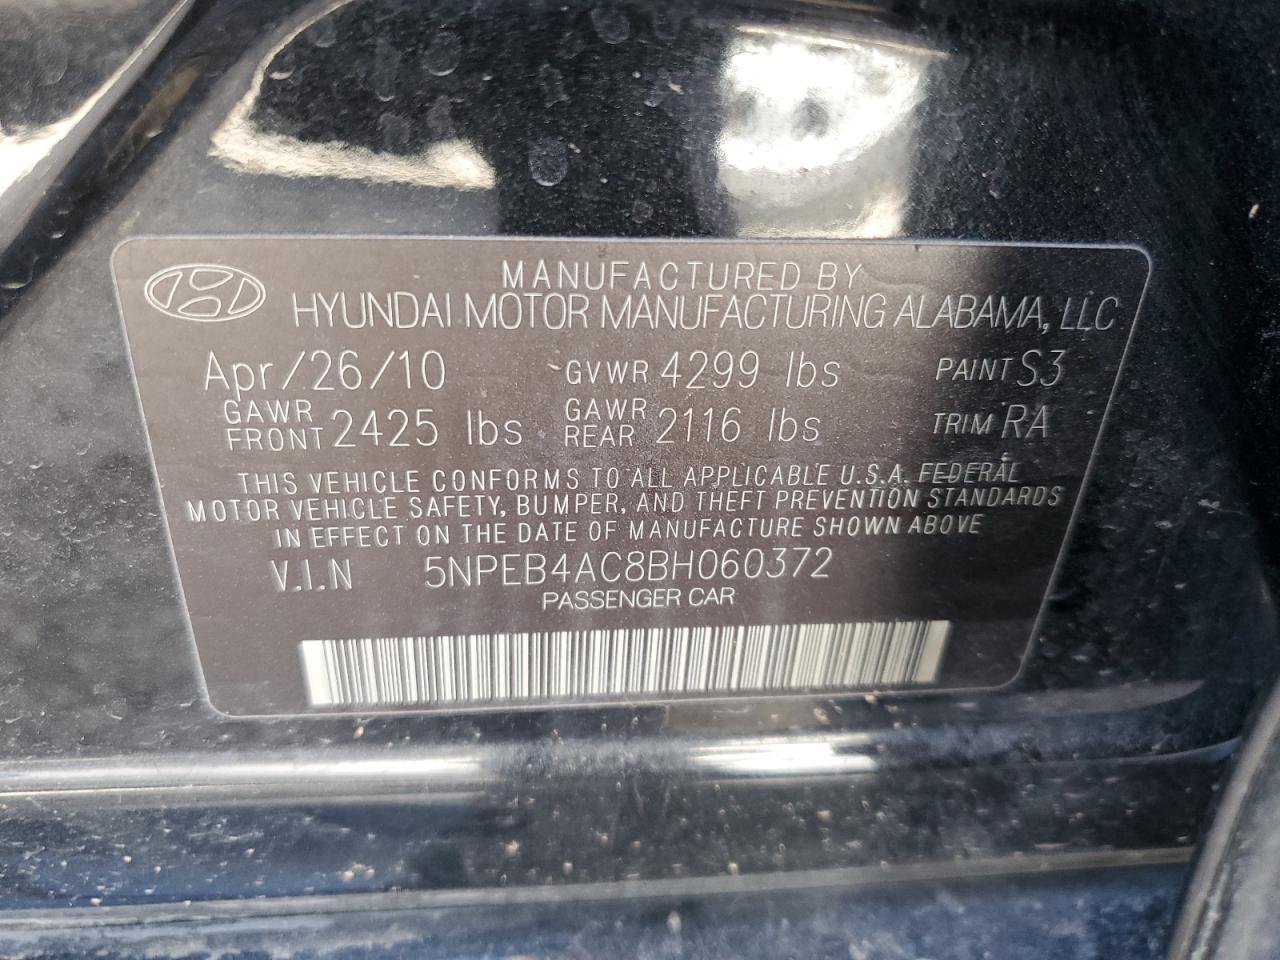 MANUFACTURED BY
HYUNDAI MOTOR MANUFACTURING ALABAMA, LLC
Apr/26/10 GVWR 4299 lbs PAINT S3
GAWR FRONT 2425 lbs GAWR REAR 2116 lbs TRIM RA
THIS VEHICLE CONFORMS TO ALL APPLICABLE U.S.A. FEDERAL
MOTOR VEHICLE SAFETY, BUMPER, AND THEFT PREVENTION STANDARDS
IN EFFECT ON THE DATE OF MANUFACTURE SHOWN ABOVE
V.I.N 5NPEB4AC8BH060372
PASSENGER CAR